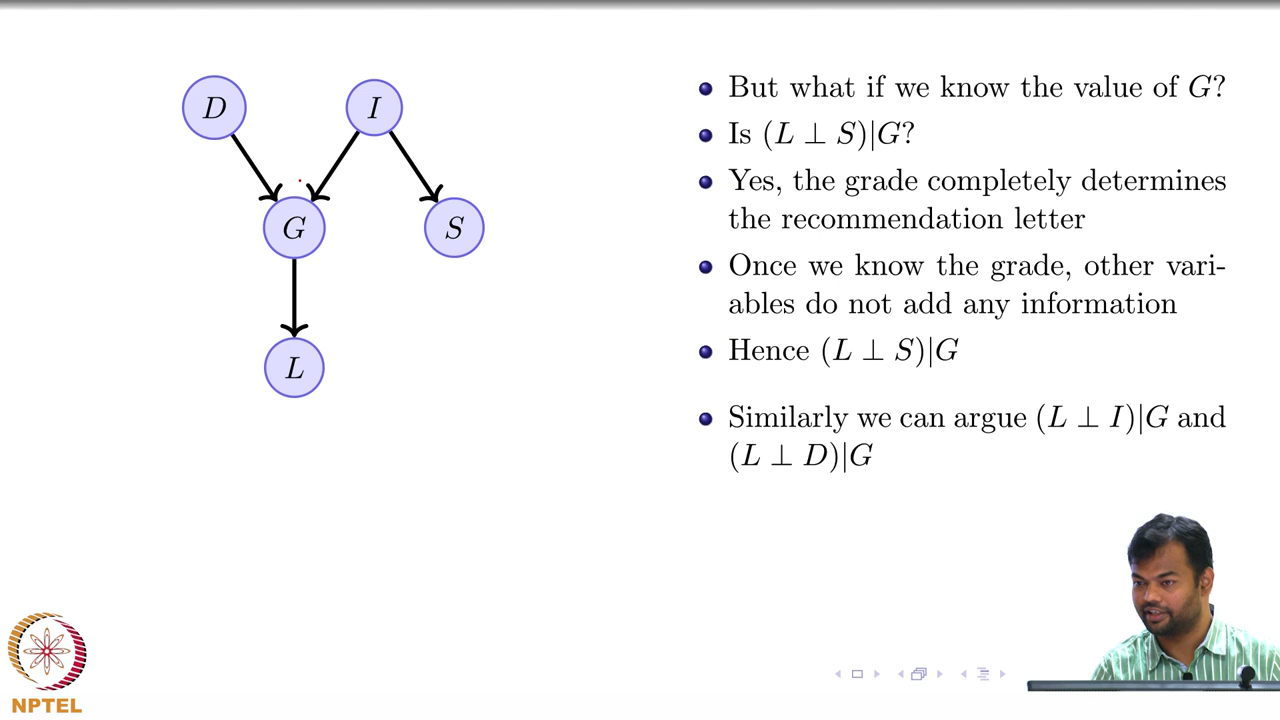 D
I
G
S
L
But what if we know the value of G?
Is (L ⊥ S)|G?
Yes, the grade completely determines
the recommendation letter
Once we know the grade, other vari-
ables do not add any information
Hence (L ⊥ S)|G
Similarly we can argue (L ⊥ I)|G and
(L ⊥ D)|G
NPTEL